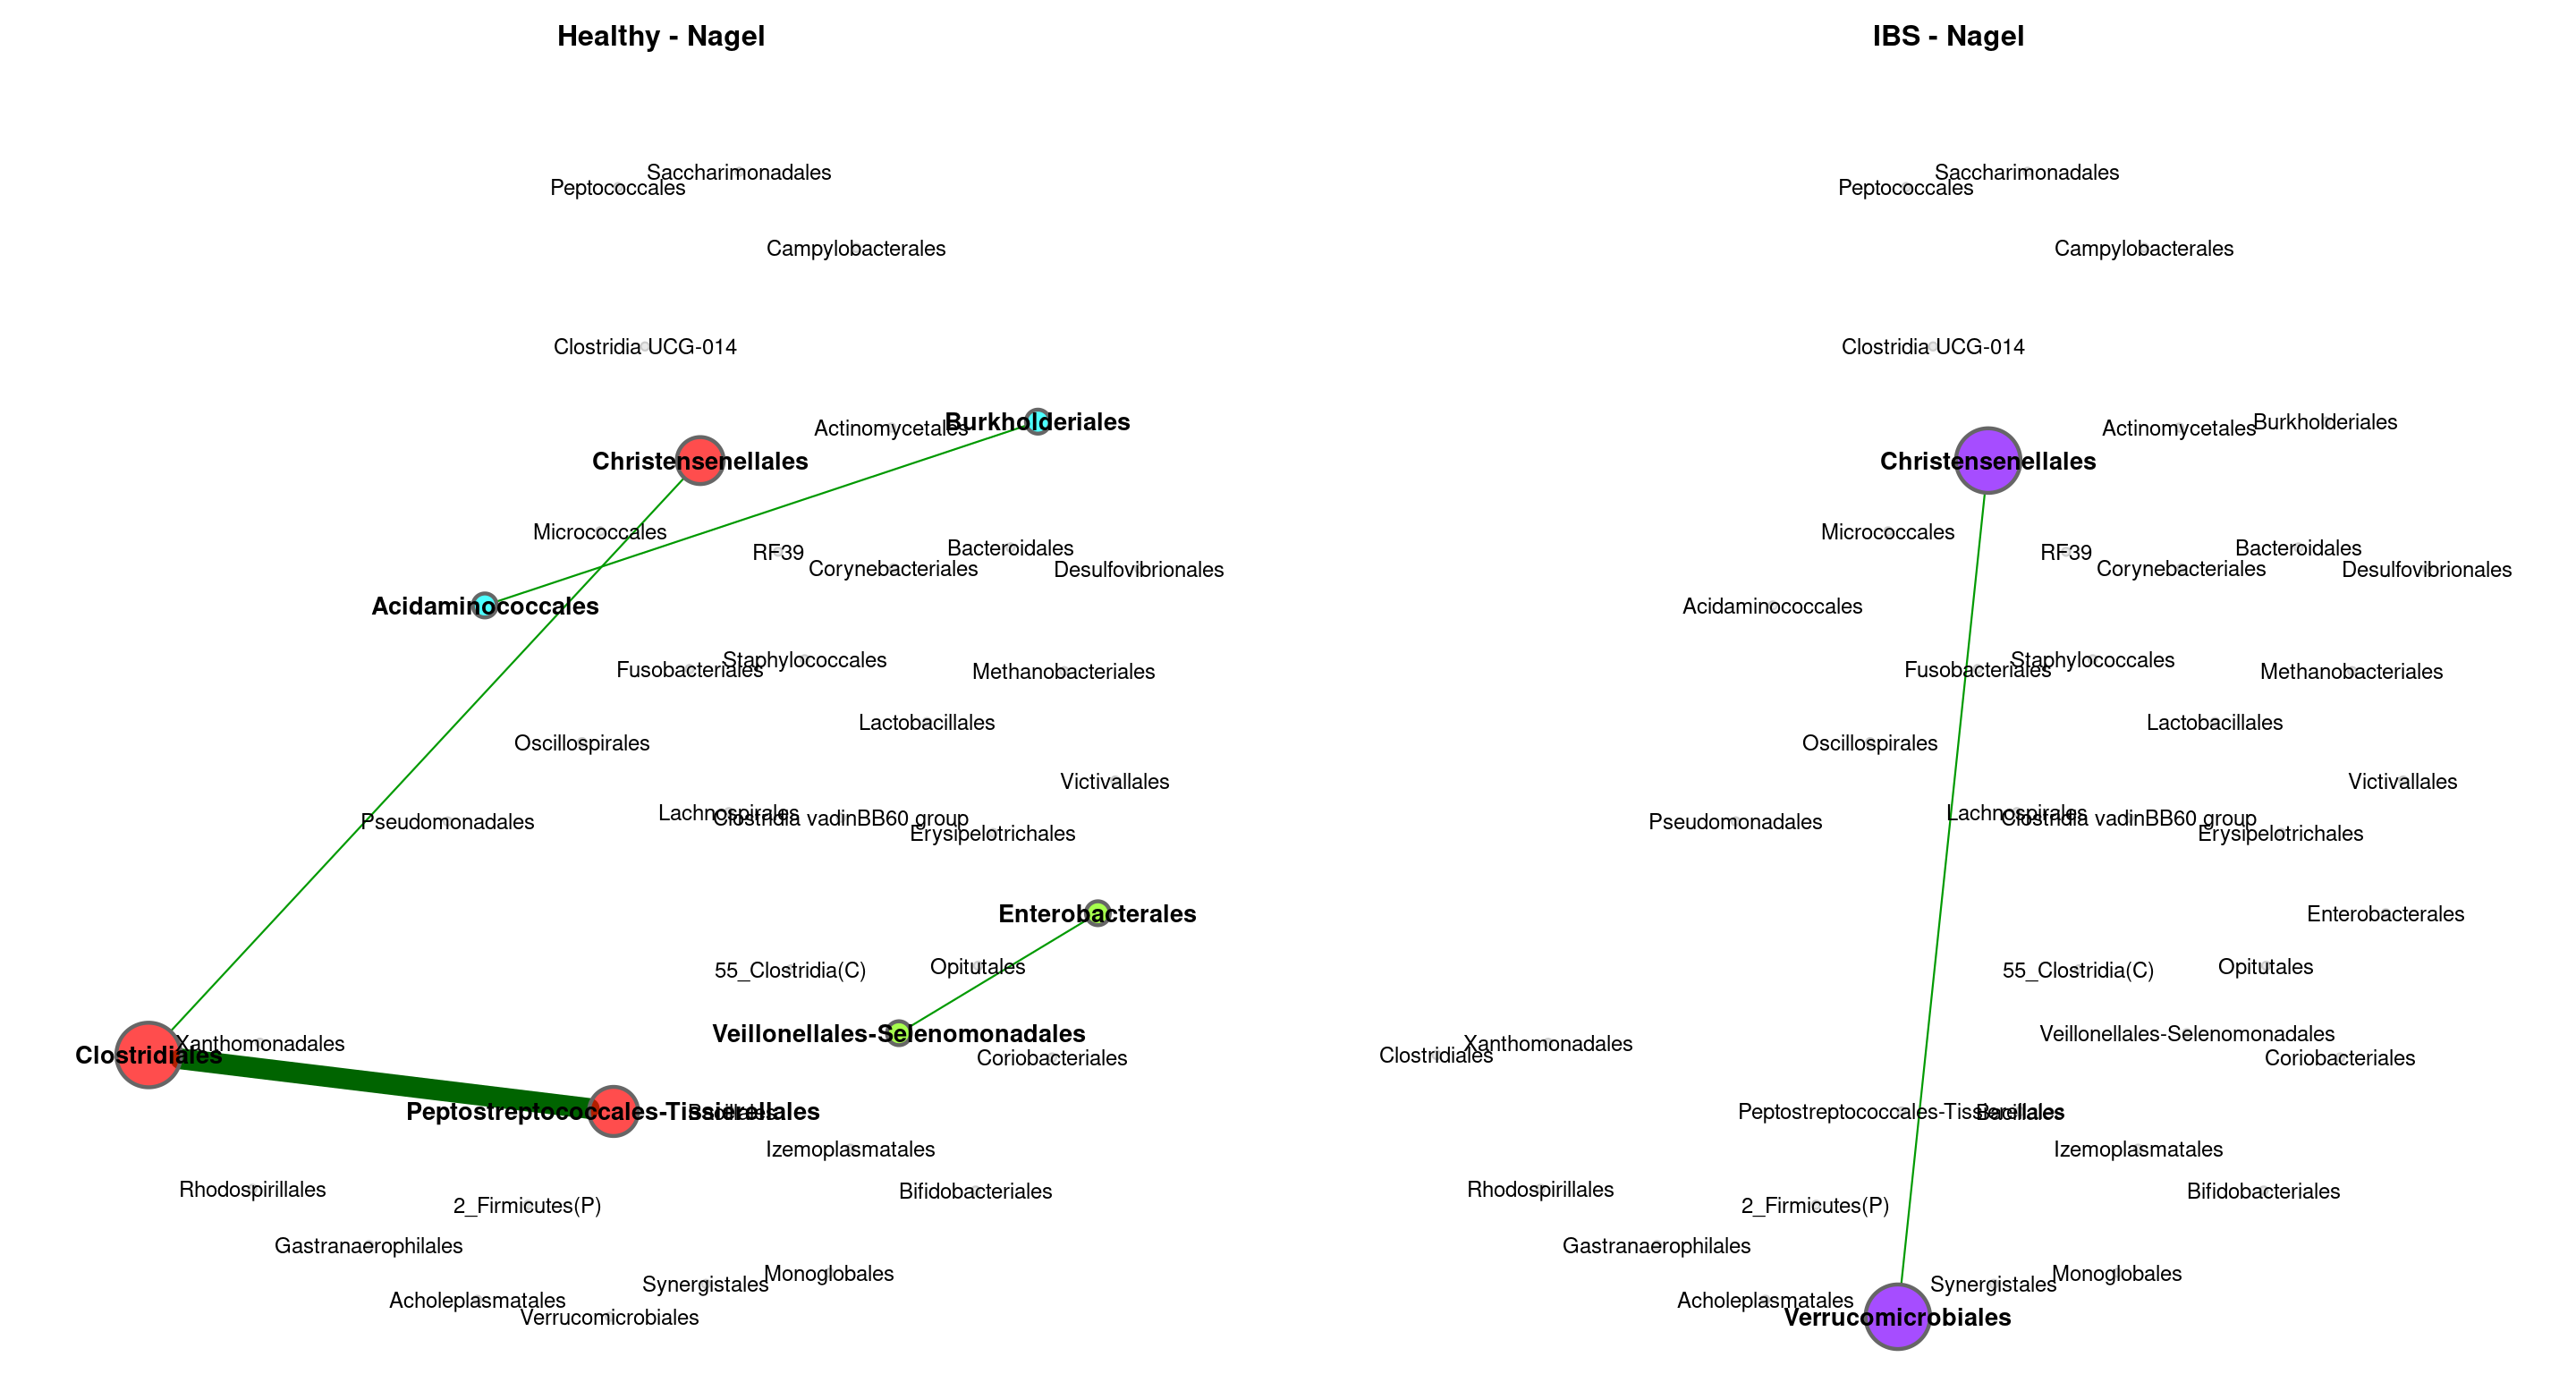 Healthy - Nagel
Saccharimonadales
Peptococcales
Campylobacterales
Clostridia UCG-014
Burkholderiales
Actinomycetales
Christensenellales
Micrococcales
Bacteroidales
RF39
Corynebacteriales
Desulfovibrionales
Acidaminococcales
Staphylococcales
Fusobacteriales
Methanobacteriales
Lactobacillales
Oscillospirales
Victivallales
Lachnospirales
Clostridia vadinBB60 group
Pseudomonadales
Erysipelotrichales
Enterobacterales
Opitutales
55_Clostridia(C)
Veillonellales-Selenomonadales
Xanthomonadales
Clostridiales
Coriobacteriales
Peptostreptococcales-Tissierellales
Bacillales
Izemoplasmatales
Rhodospirillales
Bifidobacteriales
2_Firmicutes(P)
Gastranaerophilales
Monoglobales
Synergistales
Acholeplasmatales
Verrucomicrobiales
IBS - Nagel
Saccharimonadales
Peptococcales
Campylobacterales
Clostridia UCG-014
Burkholderiales
Actinomycetales
Christensenellales
Micrococcales
Bacteroidales
RF39
Corynebacteriales
Desulfovibrionales
Acidaminococcales
Staphylococcales
Fusobacteriales
Methanobacteriales
Lactobacillales
Oscillospirales
Victivallales
Lachnospirales
Clostridia vadinBB60 group
Pseudomonadales
Erysipelotrichales
Enterobacterales
Opitutales
55_Clostridia(C)
Veillonellales-Selenomonadales
Xanthomonadales
Clostridiales
Coriobacteriales
Peptostreptococcales-Tissierellales
Bacillales
Izemoplasmatales
Rhodospirillales
Bifidobacteriales
2_Firmicutes(P)
Gastranaerophilales
Monoglobales
Synergistales
Acholeplasmatales
Verrucomicrobiales